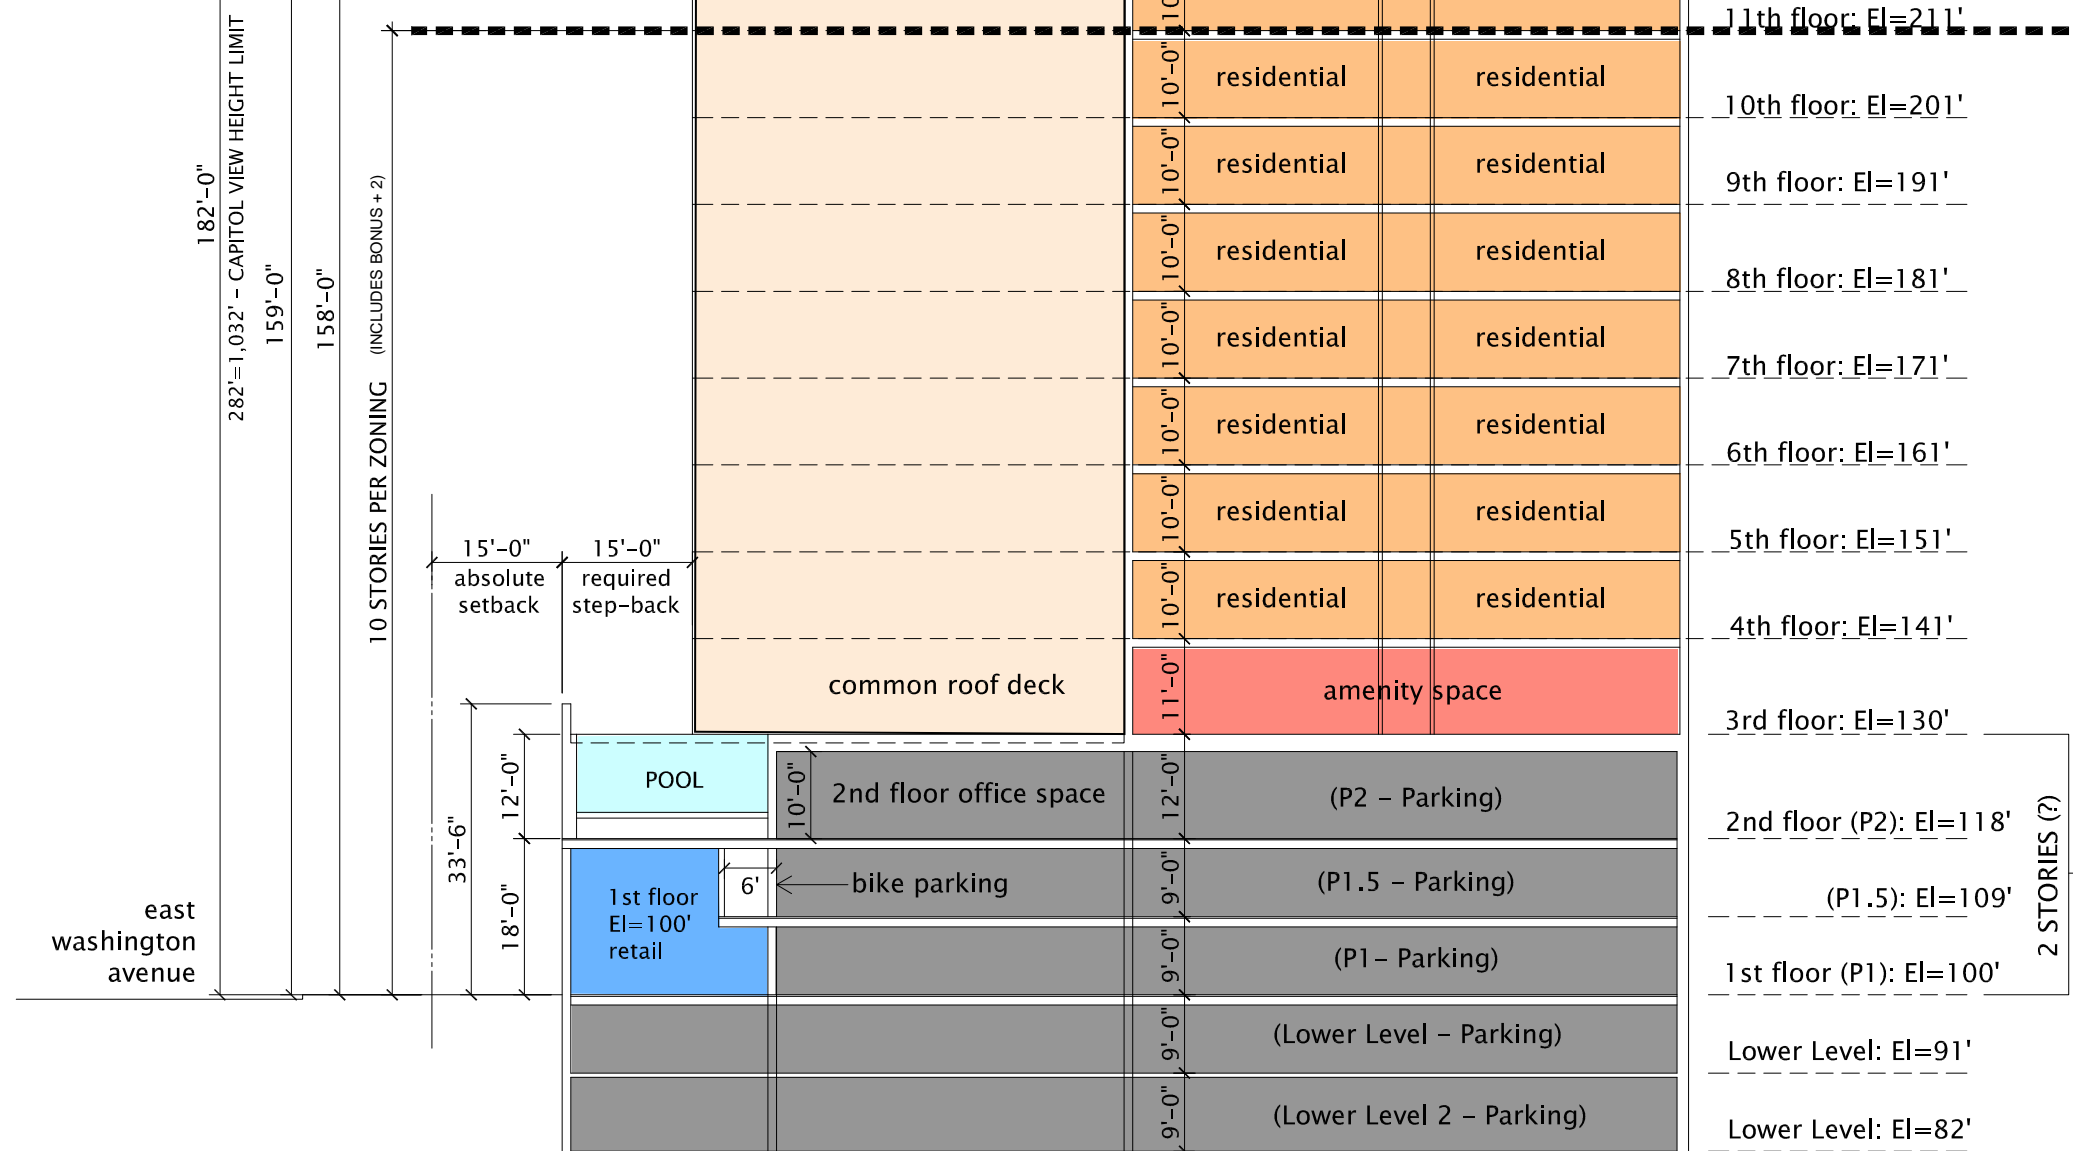 182'-0"
282'=1,032' - CAPITOL VIEW HEIGHT LIMIT
159'-0"
158'-0"
10 STORIES PER ZONING (INCLUDES BONUS + 2)
11th floor: El=211'
10'-0"
residential
residential
10th floor: El=201'
10'-0"
residential
residential
9th floor: El=191'
10'-0"
residential
residential
8th floor: El=181'
10'-0"
residential
residential
7th floor: El=171'
10'-0"
residential
residential
6th floor: El=161'
10'-0"
residential
residential
5th floor: El=151'
15'-0"
absolute
setback
15'-0"
required
step-back
10'-0"
residential
residential
4th floor: El=141'
common roof deck
11'-0"
amenity space
3rd floor: El=130'
33'-6"
12'-0"
POOL
10'-0"
2nd floor office space
12'-0"
(P2 - Parking)
2nd floor (P2): El=118'
2 STORIES (?)
18'-0"
1st floor
El=100'
retail
6'
bike parking
9'-0"
(P1.5 - Parking)
(P1.5): El=109'
east
washington
avenue
9'-0"
(P1- Parking)
1st floor (P1): El=100'
9'-0"
(Lower Level - Parking)
Lower Level: El=91'
9'-0"
(Lower Level 2 - Parking)
Lower Level: El=82'